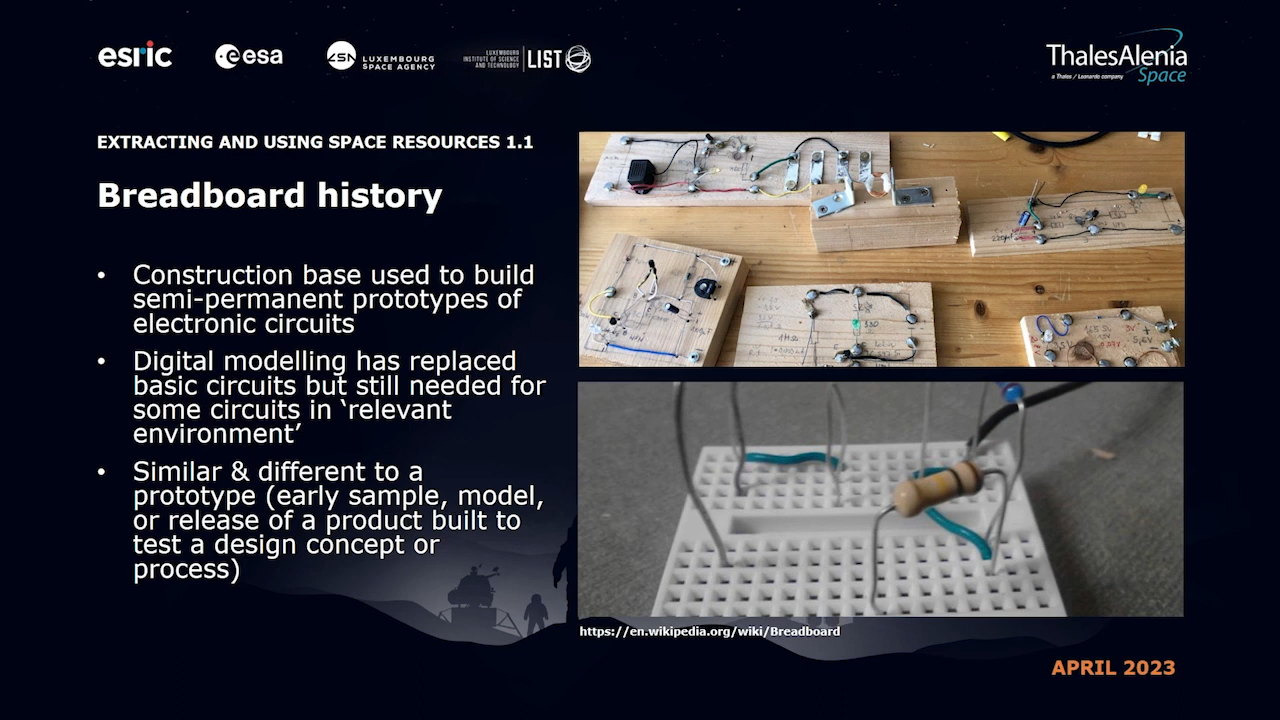 esric
esa
LSA LUXEMBOURG
SPACE AGENCY
LUXEMBOURG
INSTITUTE OF SCIENCE
AND TECHNOLOGY
LIST
ThalesAlenia
a Thales / Leonardo company
Space
EXTRACTING AND USING SPACE RESOURCES 1.1
Breadboard history
• Construction base used to build
semi-permanent prototypes of
electronic circuits
• Digital modelling has replaced
basic circuits but still needed for
some circuits in ‘relevant
environment’
• Similar & different to a
prototype (early sample, model,
or release of a product built to
test a design concept or
process)
https://en.wikipedia.org/wiki/Breadboard
APRIL 2023